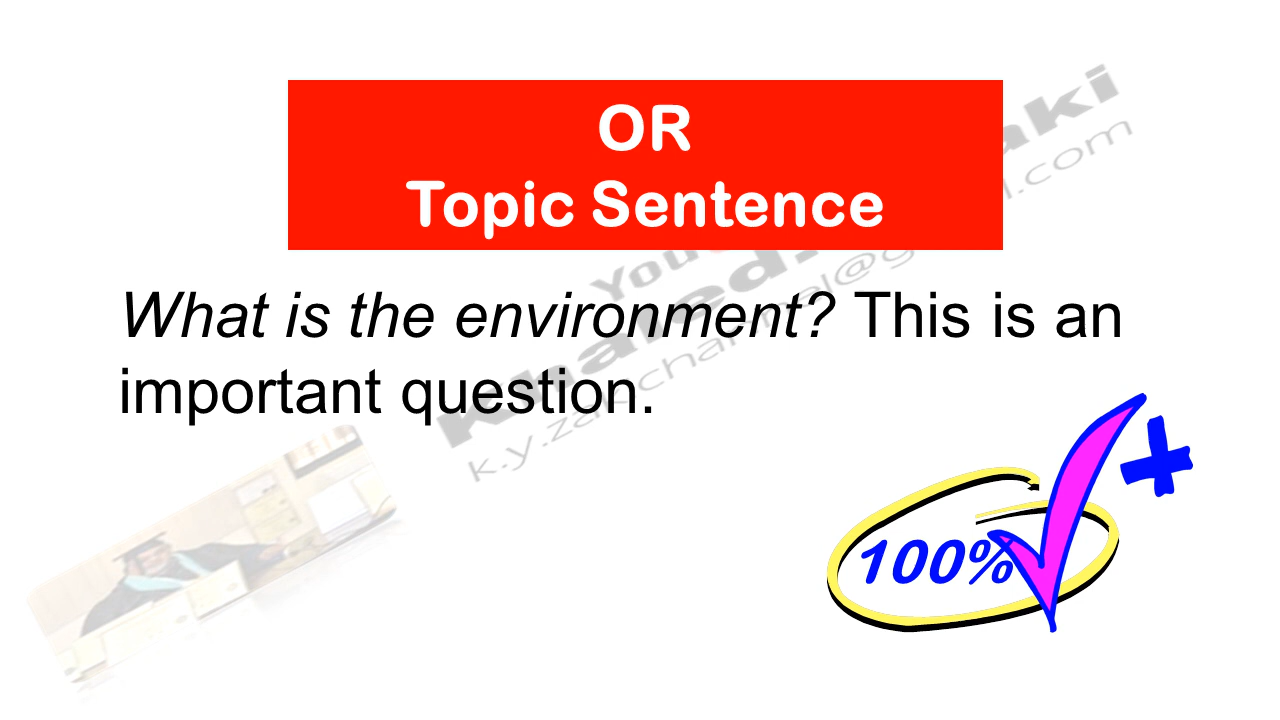 OR
Topic Sentence
What is the environment? This is an
important question.
100%